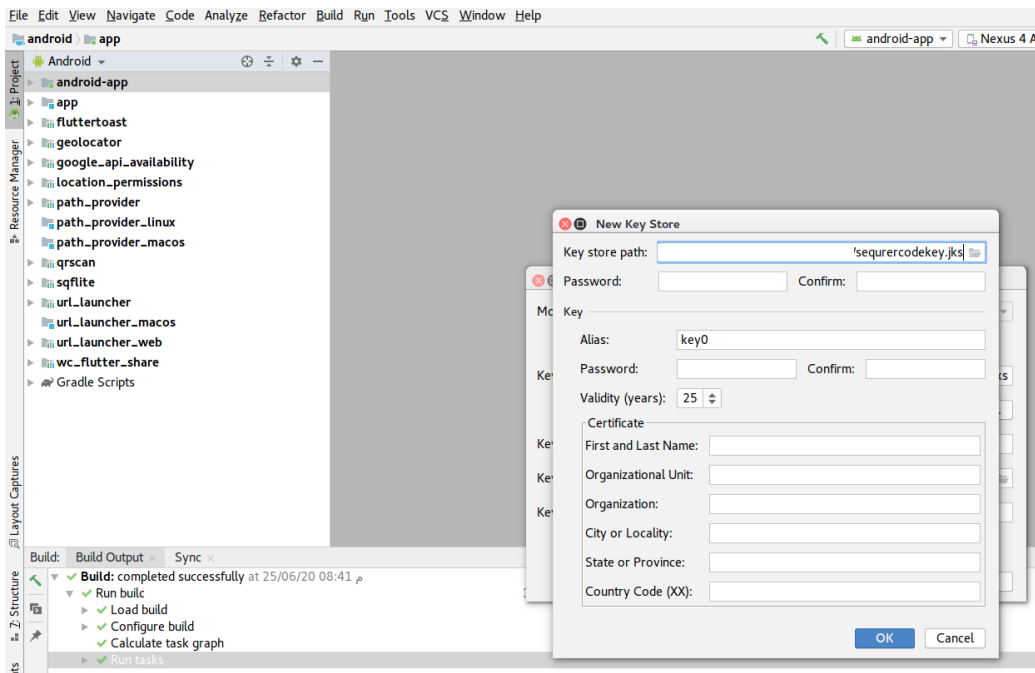 File Edit View Navigate Code Analyze Refactor Build Run Tools VCS Window Help
android app
android-app
Nexus 4 A
1: Project
Resource Manager
Layout Captures
7: Structure
Android
android-app
app
fluttertoast
geolocator
google_api_availability
location_permissions
path_provider
path_provider_linux
path_provider_macos
qrscan
sqflite
url_launcher
url_launcher_macos
url_launcher_web
wc_flutter_share
Gradle Scripts
New Key Store
Key store path: /sequrercodekey.jks
Password: Confirm:
Key
Alias: key0
Password: Confirm:
Validity (years): 25
Certificate
First and Last Name:
Organizational Unit:
Organization:
City or Locality:
State or Province:
Country Code (XX):
OK Cancel
Build: Build Output Sync
Build: completed successfully at 25/06/20 08:41 م
Run build
Load build
Configure build
Calculate task graph
Run tasks